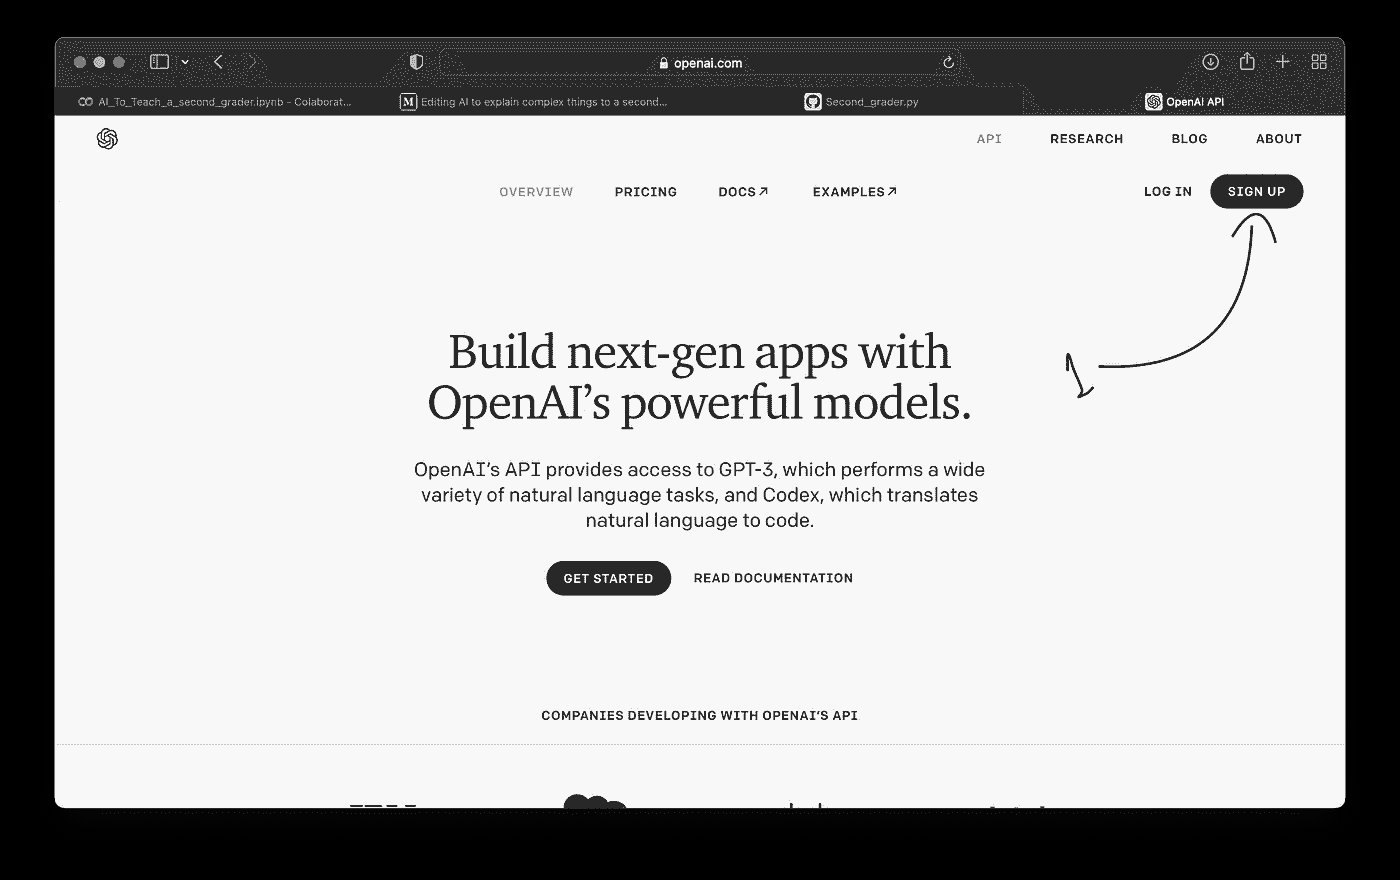 openai.com
AI_To_Teach_a_second_grader.ipynb - Colaborat...
M Editing AI to explain complex things to a second...
Second_grader.py
OpenAI API
API
RESEARCH
BLOG
ABOUT
OVERVIEW
PRICING
DOCS↗
EXAMPLES↗
LOG IN
SIGN UP
1
Build next-gen apps with
OpenAI’s powerful models.
OpenAI’s API provides access to GPT-3, which performs a wide
variety of natural language tasks, and Codex, which translates
natural language to code.
GET STARTED
READ DOCUMENTATION
COMPANIES DEVELOPING WITH OPENAI’S API